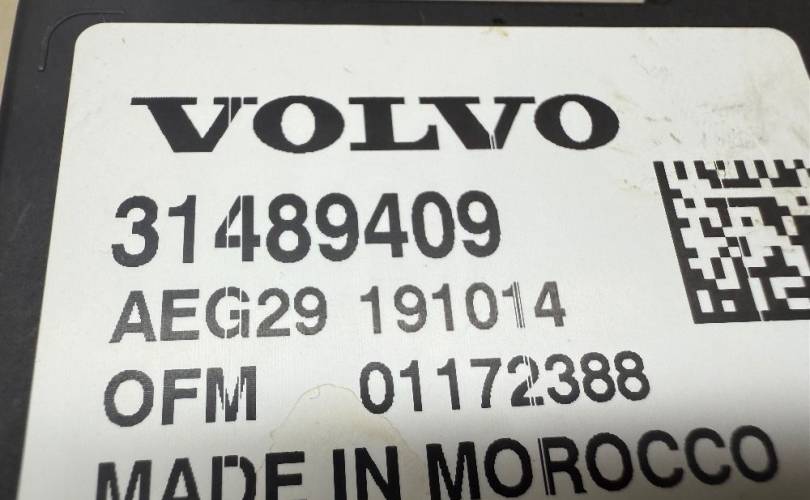 VOLVO
31489409
AEG29 191014
OFM 01172388
MADE IN MOROCCO